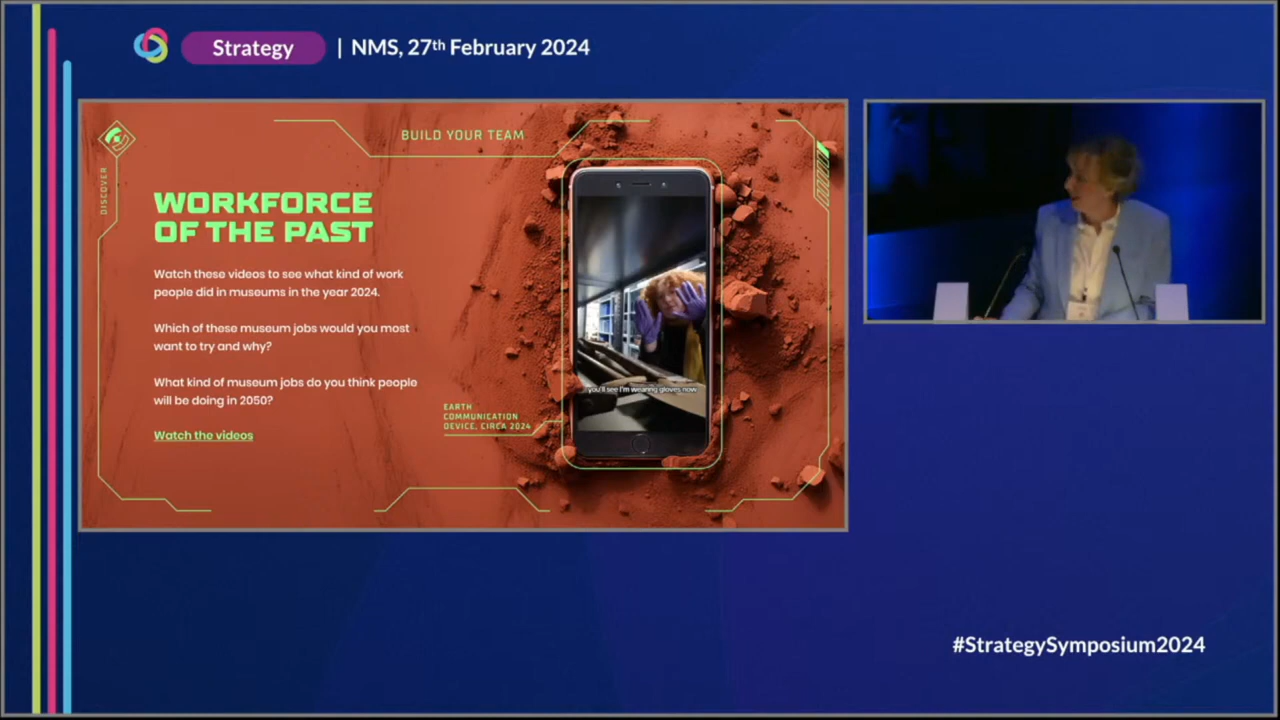 Strategy | NMS, 27th February 2024
BUILD YOUR TEAM
DISCOVER
WORKFORCE
OF THE PAST
Watch these videos to see what kind of work
people did in museums in the year 2024.
Which of these museum jobs would you most
want to try and why?
What kind of museum jobs do you think people
will be doing in 2050?
Watch the videos
you'll see I'm wearing gloves now
EARTH
COMMUNICATION
DEVICE, CIRCA 2024
#StrategySymposium2024